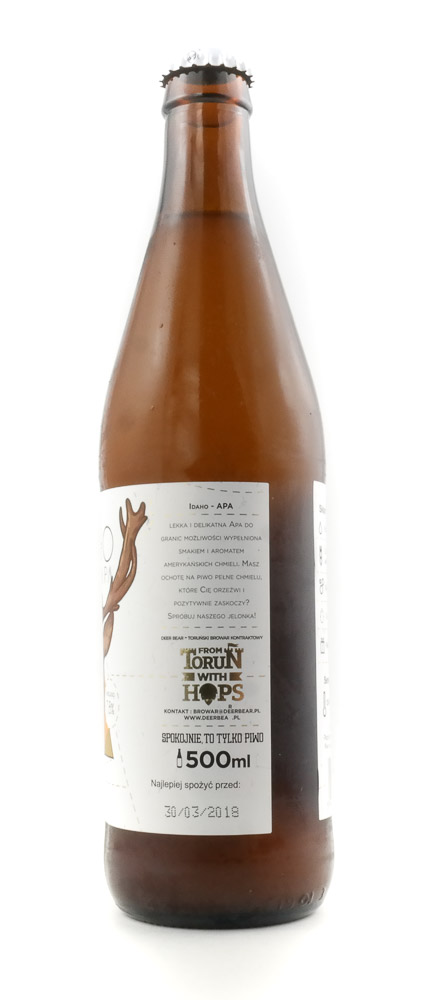 Idaho - APA
LEKKA I DELIKATNA APA DO
GRANIC MOŻLIWOŚCI WYPEŁNIONA
SMAKIEM I AROMATEM
AMERYKAŃSKICH CHMIELI. MASZ
OCHOTĘ NA PIWO PEŁNE CHMIELU,
KTÓRE CIĘ ORZEŹWI I
POZYTYWNIE ZASKOCZY?
SPRÓBUJ NASZEGO JELONKA!
DEER BEAR - TORUŃSKI BROWAR KONTRAKTOWY
FROM
TORUŃ
WITH
HOPS
KONTAKT : BROWAR@DEERBEAR.PL
WWW.DEERBEA .PL
SPOKOJNIE, TO TYLKO PIWO
500ml
Najlepiej spożyć przed:
30/03/2018